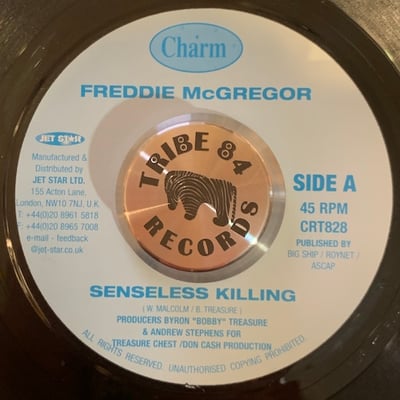 Charm
FREDDIE McGREGOR
JET STAR
Manufactured &
Distributed by
JET STAR LTD.
155 Acton Lane,
London, NW10 7NJ, U.K
T: +44(0)20 8961 5818
F: +44(0)20 8965 7008
e-mail - feedback
@jet-star.co.uk
TRIBE 84
RECORDS
SIDE A
45 RPM
CRT828
PUBLISHED BY
BIG SHIP / ROYNET /
ASCAP
SENSELESS KILLING
( W. MALCOLM / B. TREASURE )
PRODUCERS BYRON "BOBBY" TREASURE
& ANDREW STEPHENS FOR
TREASURE CHEST /DON CASH PRODUCTION
ALL RIGHTS RESERVED. UNAUTHORISED COPYING PROHIBITED.